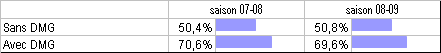 saison 07-08 saison 08-09
Sans DMG 50,4% 50,8%
Avec DMG 70,6% 69,6%